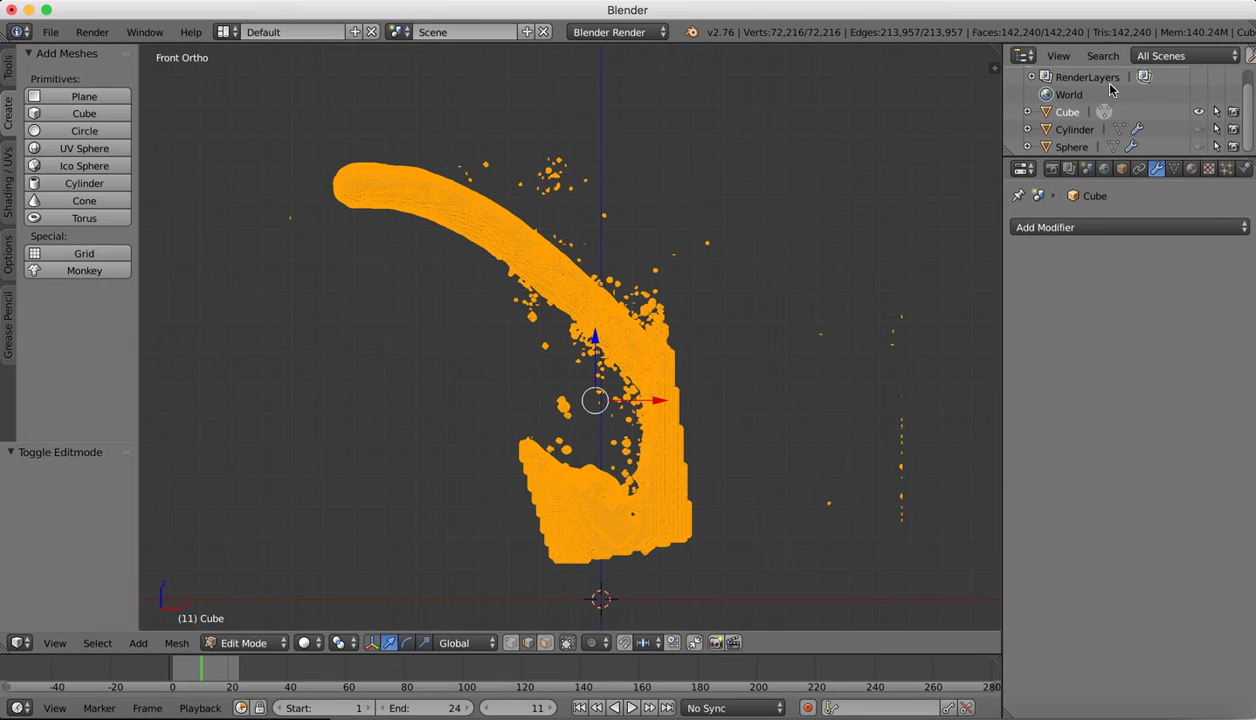 Blender
File Render Window Help Default Scene Blender Render v2.76 | Verts:72,216/72,216 | Edges:213,957/213,957 | Faces:142,240/142,240 | Tris:142,240 | Mem:140.24M | Cub
Tools
Create
Shading / UVs
Options
Grease Pencil
Add Meshes
Primitives:
Plane
Cube
Circle
UV Sphere
Ico Sphere
Cylinder
Cone
Torus
Special:
Grid
Monkey
Toggle Editmode
Front Ortho
z
(11) Cube
View Search All Scenes
RenderLayers
World
Cube
Cylinder
Sphere
Cube
Add Modifier
View Select Add Mesh Edit Mode Global
-40 -20 0 20 40 60 80 100 120 140 160 180 200 220 240 260 280
View Marker Frame Playback Start: 1 End: 24 11 No Sync